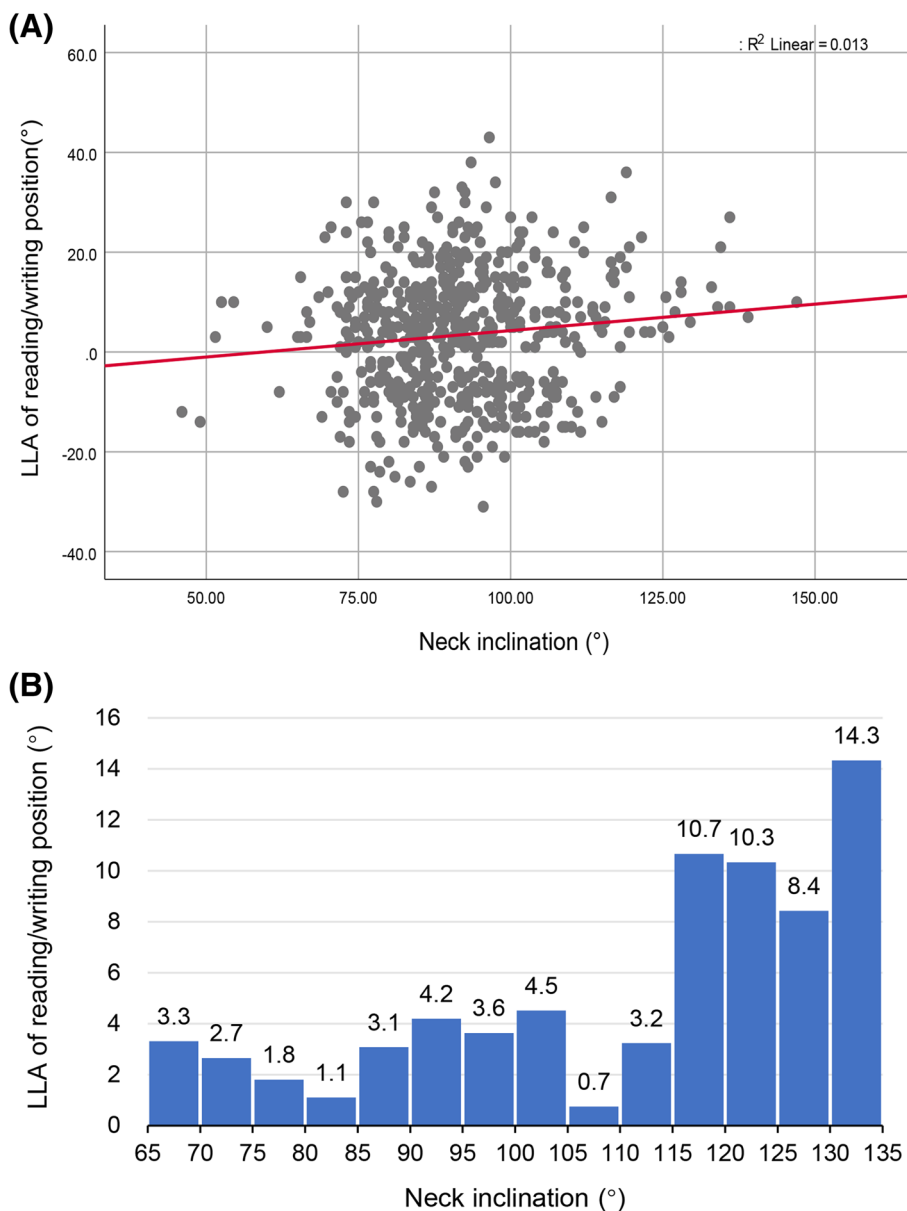 (A)
: R² Linear = 0.013
60.0
40.0
20.0
.0
-20.0
-40.0
LLA of reading/writing position(°)
50.00 75.00 100.00 125.00 150.00
Neck inclination (°)
(B)
LLA of reading/writing position (°)
16
14
12
10
8
6
4
2
0
3.3 2.7 1.8 1.1 3.1 4.2 3.6 4.5 0.7 3.2 10.7 10.3 8.4 14.3
65 70 75 80 85 90 95 100 105 110 115 120 125 130 135
Neck inclination (°)